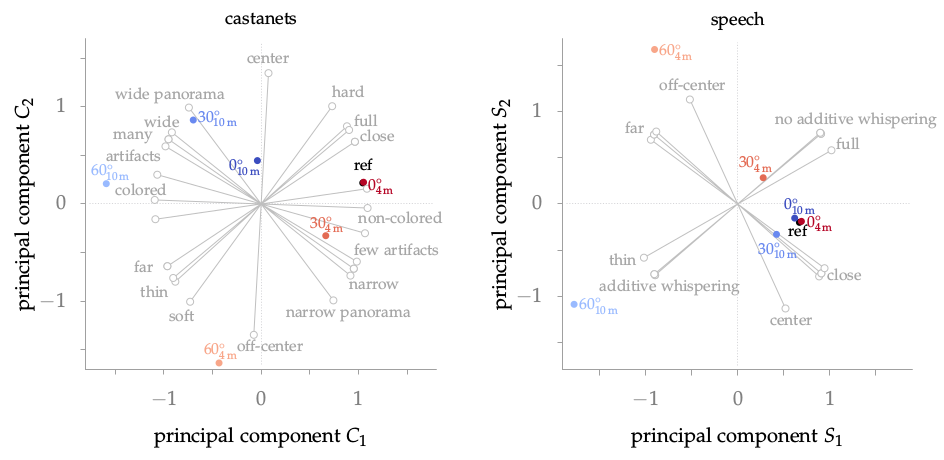 castanets
principal component C₂
center
wide panorama
hard
30°₁₀ ₘ
full
wide
many
close
artifacts
0°₁₀ ₘ
ref
60°₁₀ ₘ
0°₄ ₘ
colored
non-colored
30°₄ ₘ
few artifacts
far
narrow
thin
soft
narrow panorama
off-center
60°₄ ₘ
1
0
−1
−1
0
1
principal component C₁
speech
principal component S₂
60°₄ ₘ
off-center
far
no additive whispering
full
30°₄ ₘ
0°₁₀ ₘ
0°₄ ₘ
ref
30°₁₀ ₘ
thin
close
additive whispering
60°₁₀ ₘ
center
1
0
−1
−1
0
1
principal component S₁